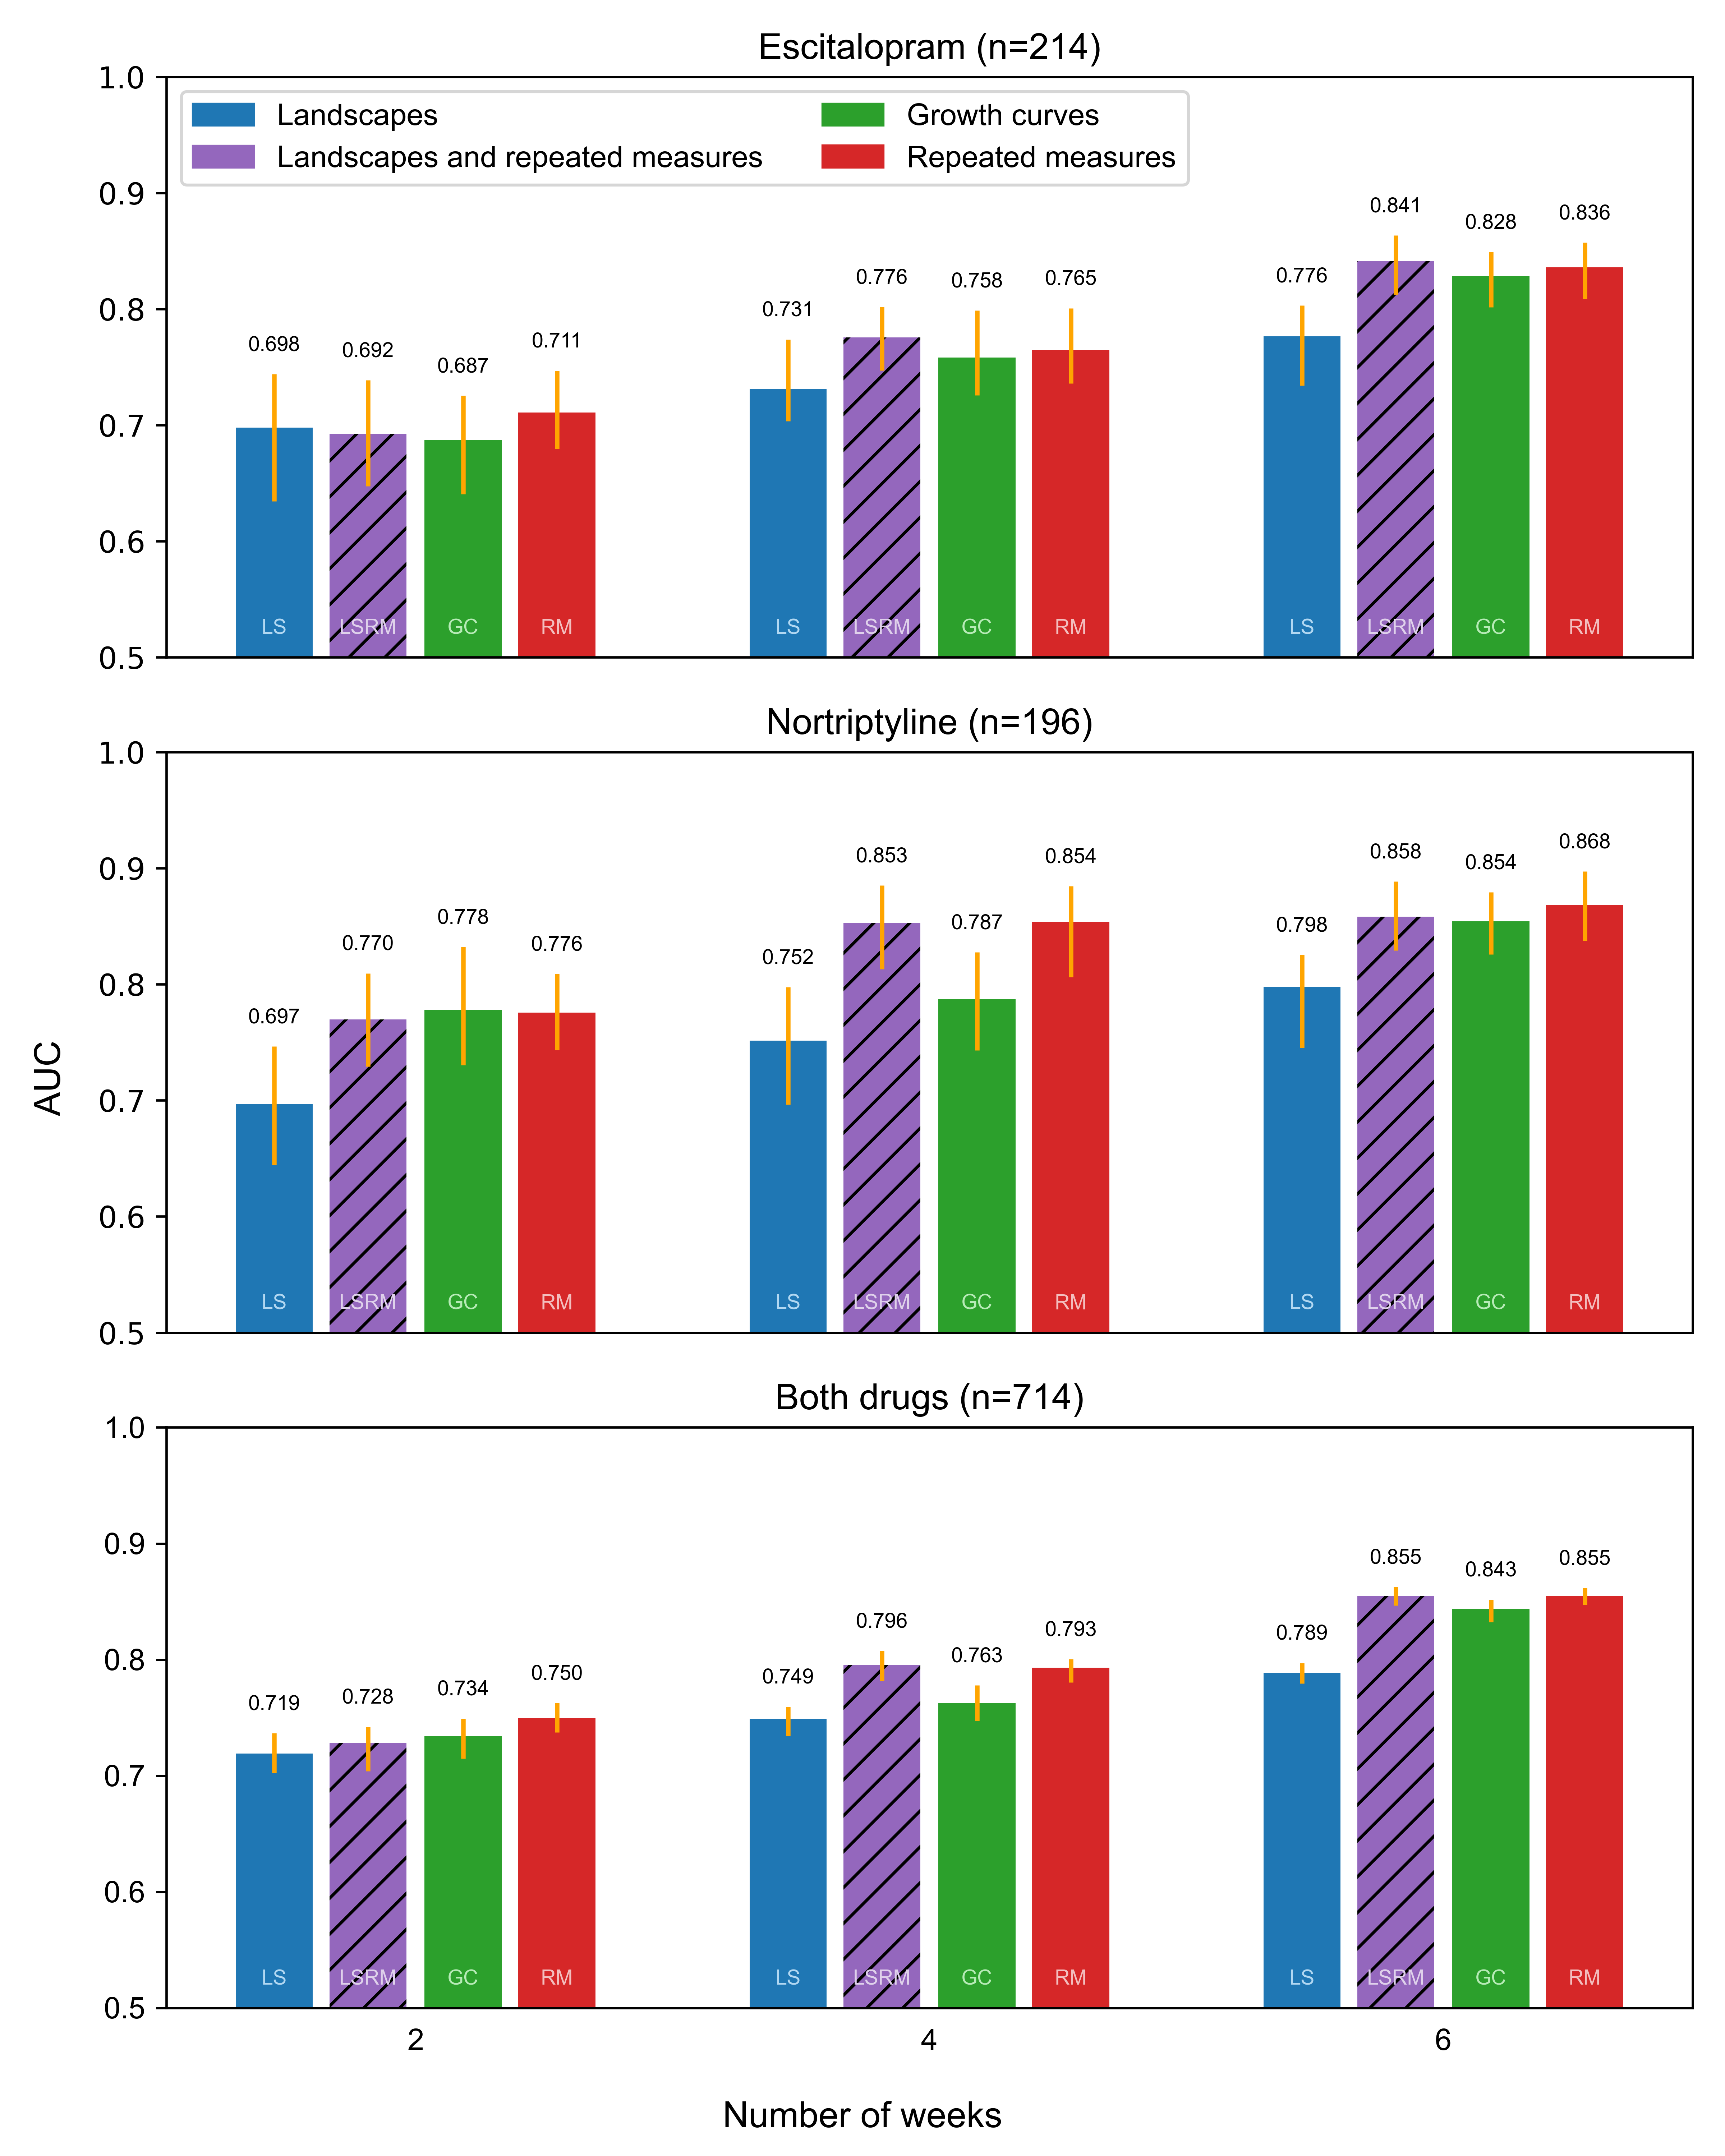 Escitalopram (n=214)
1.0
0.9
0.8
0.7
0.6
0.5
Landscapes
Landscapes and repeated measures
Growth curves
Repeated measures
0.698 0.692 0.687 0.711
0.731 0.776 0.758 0.765
0.776 0.841 0.828 0.836
LS LSRM GC RM LS LSRM GC RM LS LSRM GC RM
Nortriptyline (n=196)
AUC
1.0
0.9
0.8
0.7
0.6
0.5
0.697 0.770 0.778 0.776
0.752 0.853 0.787 0.854
0.798 0.858 0.854 0.868
LS LSRM GC RM LS LSRM GC RM LS LSRM GC RM
Both drugs (n=714)
1.0
0.9
0.8
0.7
0.6
0.5
0.719 0.728 0.734 0.750
0.749 0.796 0.763 0.793
0.789 0.855 0.843 0.855
LS LSRM GC RM LS LSRM GC RM LS LSRM GC RM
2 4 6
Number of weeks